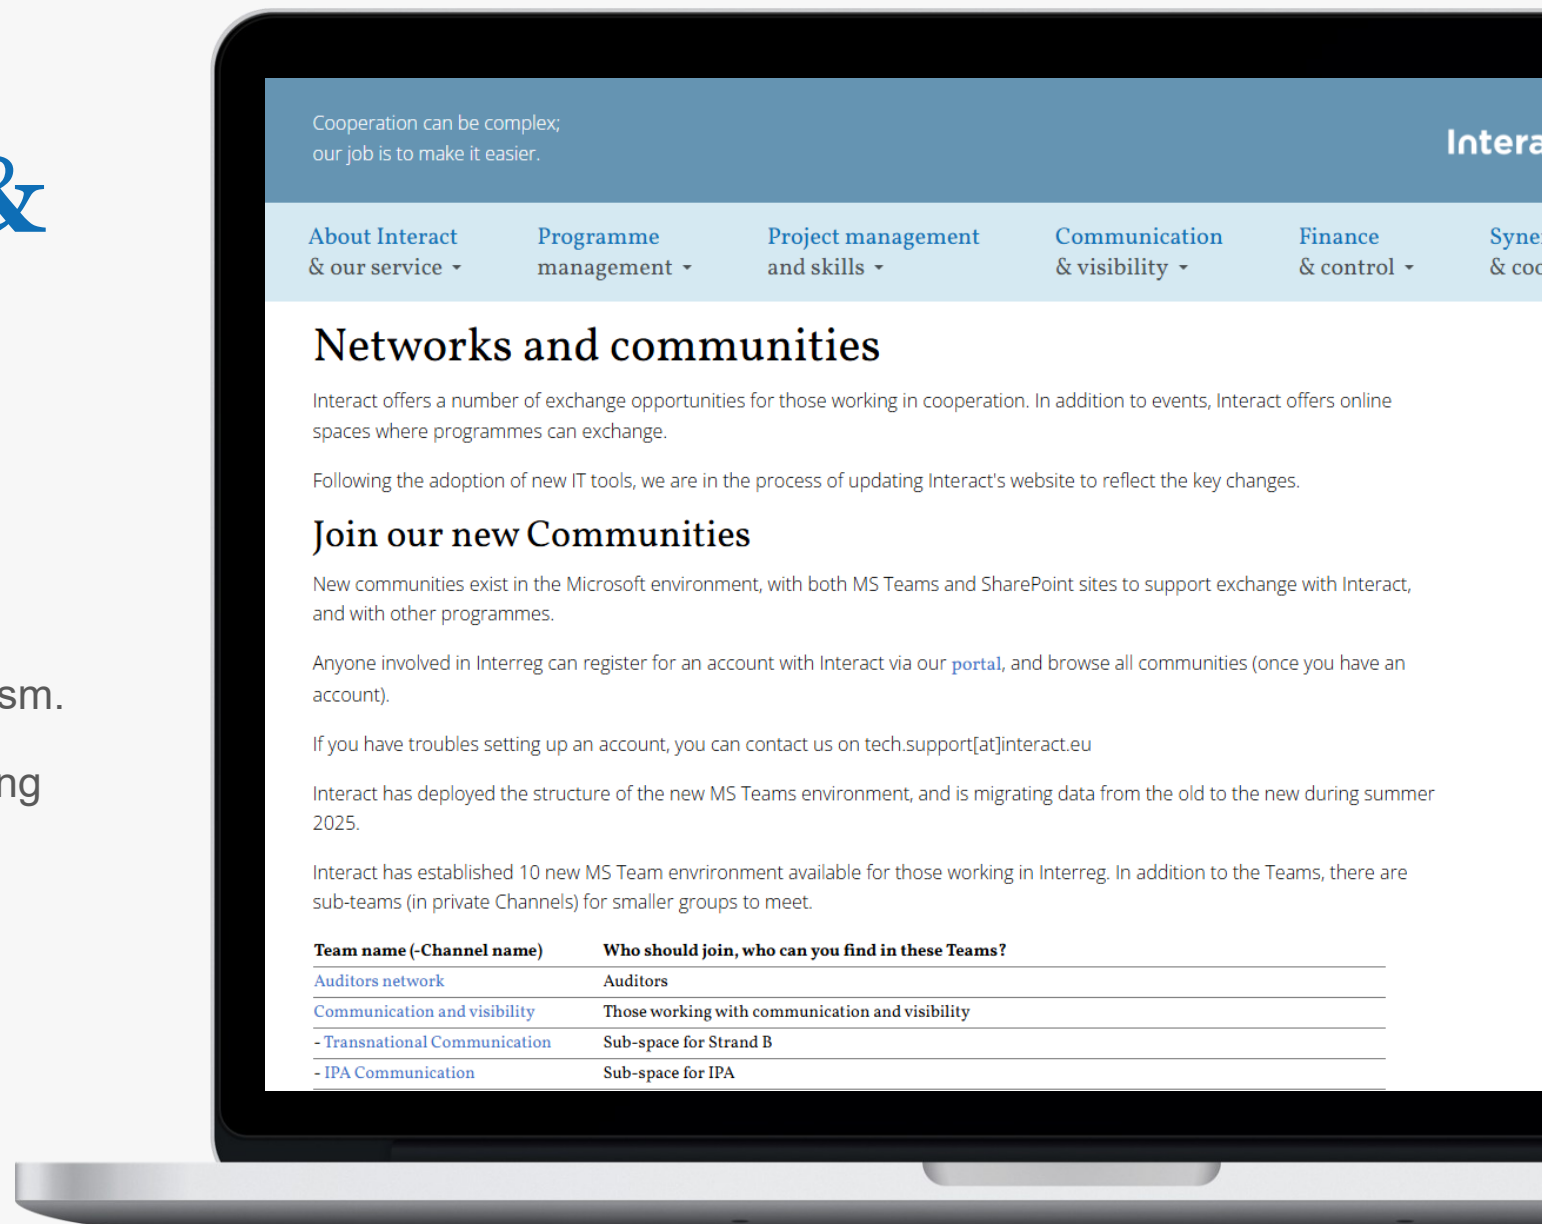 &
sm.
ng
Cooperation can be complex;
our job is to make it easier.
Intera
About Interact
& our service
Programme
management
Project management
and skills
Communication
& visibility
Finance
& control
Syne
& coo
Networks and communities
Interact offers a number of exchange opportunities for those working in cooperation. In addition to events, Interact offers online
spaces where programmes can exchange.
Following the adoption of new IT tools, we are in the process of updating Interact's website to reflect the key changes.
Join our new Communities
New communities exist in the Microsoft environment, with both MS Teams and SharePoint sites to support exchange with Interact,
and with other programmes.
Anyone involved in Interreg can register for an account with Interact via our portal, and browse all communities (once you have an
account).
If you have troubles setting up an account, you can contact us on tech.support[at]interact.eu
Interact has deployed the structure of the new MS Teams environment, and is migrating data from the old to the new during summer
2025.
Interact has established 10 new MS Team envrironment available for those working in Interreg. In addition to the Teams, there are
sub-teams (in private Channels) for smaller groups to meet.
Team name (-Channel name) Who should join, who can you find in these Teams?
Auditors network Auditors
Communication and visibility Those working with communication and visibility
- Transnational Communication Sub-space for Strand B
- IPA Communication Sub-space for IPA